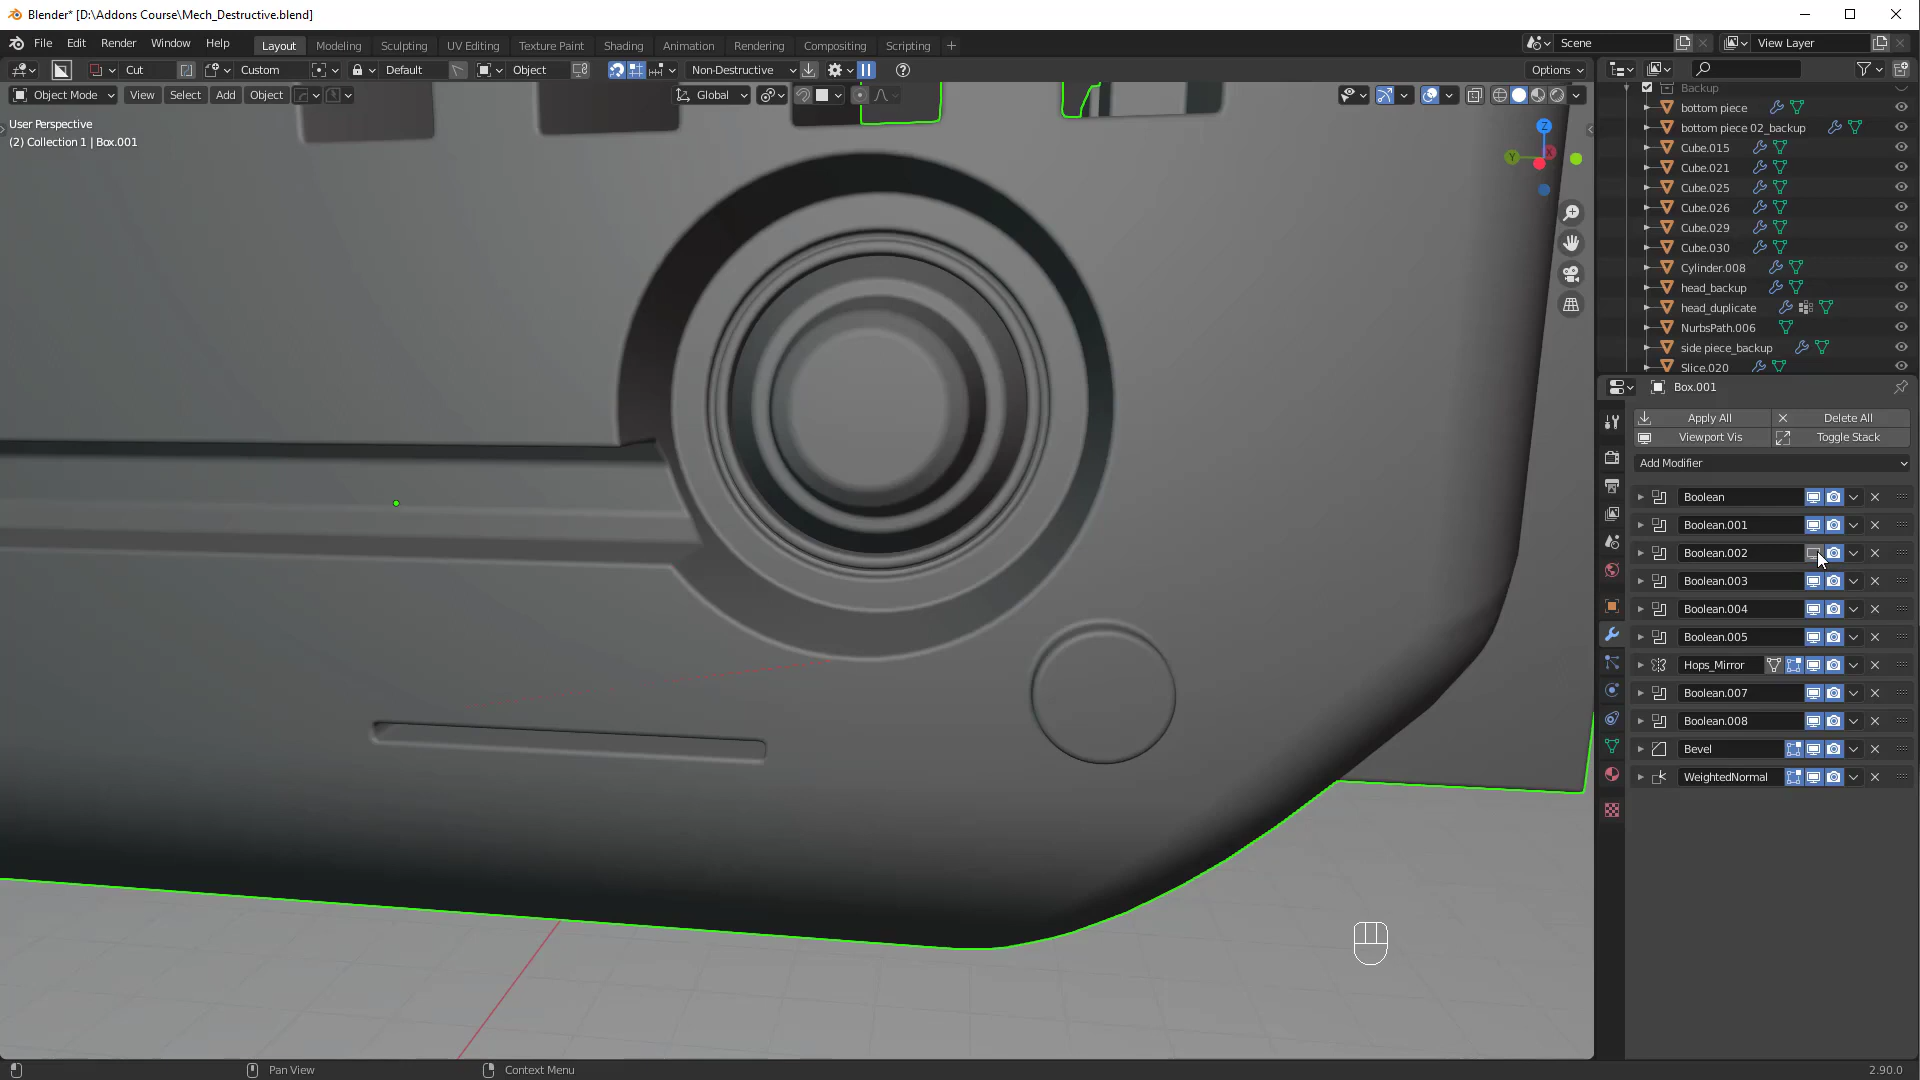 Blender* [D:\Addons Course\Mech_Destructive.blend]
File Edit Render Window Help Layout Modeling Sculpting UV Editing Texture Paint Shading Animation Rendering Compositing Scripting + Scene View Layer
Cut Custom Default Object Non-Destructive Options
Object Mode View Select Add Object Global
User Perspective
(2) Collection 1 | Box.001
Z
Y
X
Backup
bottom piece
bottom piece 02_backup
Cube.015
Cube.021
Cube.025
Cube.026
Cube.029
Cube.030
Cylinder.008
head_backup
head_duplicate
NurbsPath.006
side piece_backup
Slice.020
Box.001
Apply All Delete All
Viewport Vis Toggle Stack
Add Modifier
Boolean
Boolean.001
Boolean.002
Boolean.003
Boolean.004
Boolean.005
Hops_Mirror
Boolean.007
Boolean.008
Bevel
WeightedNormal
Pan View Context Menu 2.90.0